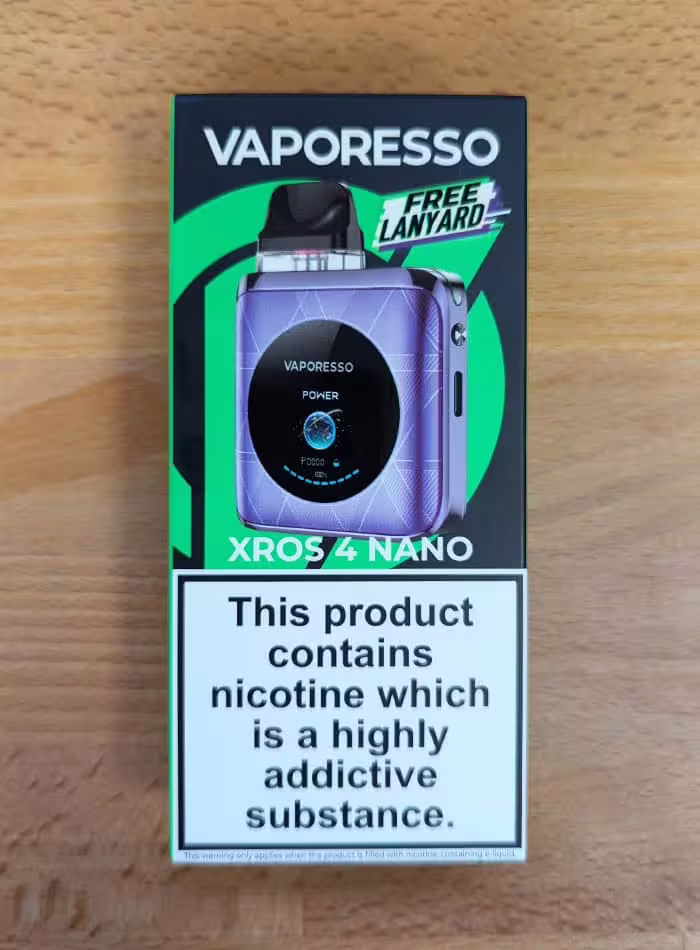 VAPORESSO
FREE
LANYARD
VAPORESSO
POWER
100%
XROS 4 NANO
This product
contains
nicotine which
is a highly
addictive
substance.
This warning only applies when the product is filled with nicotine containing e-liquid.